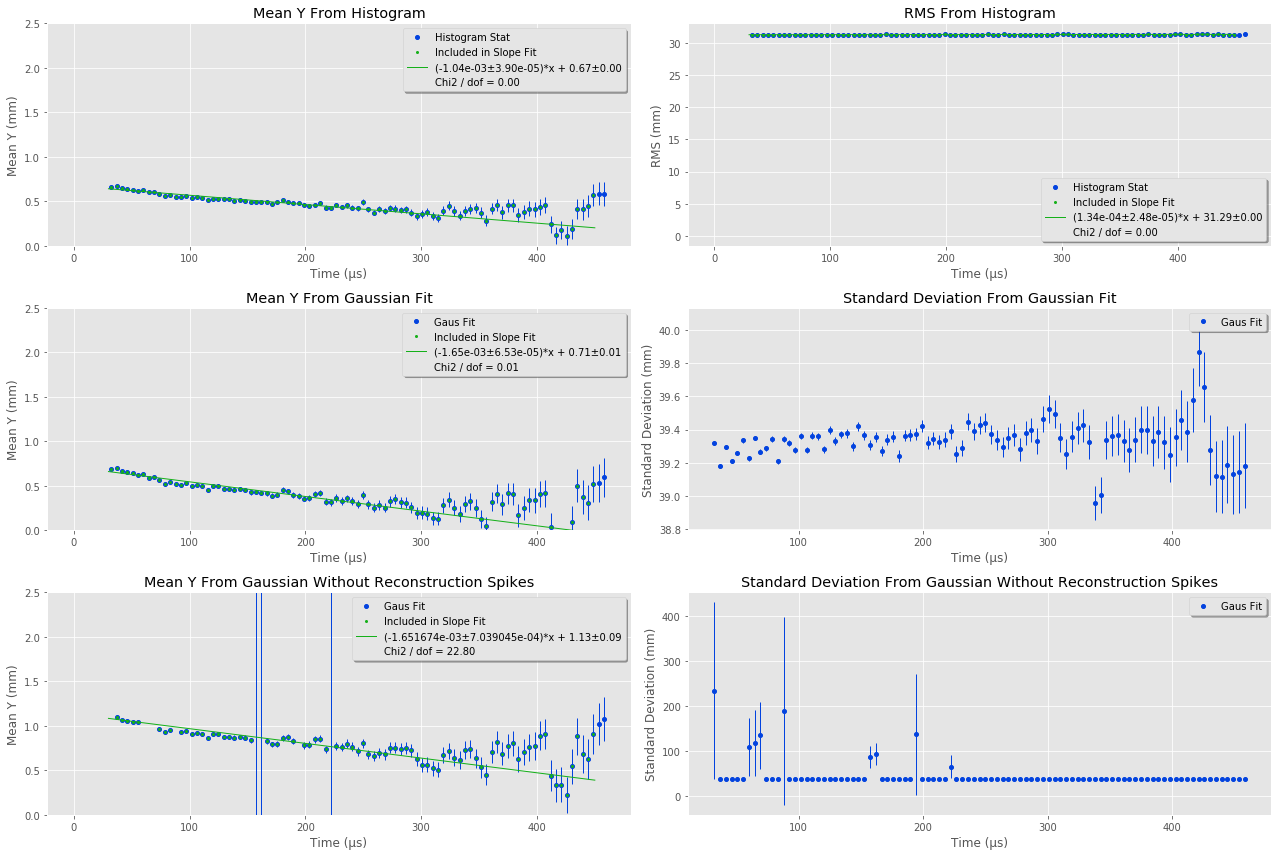 Mean Y From Histogram
Mean Y (mm)
2.5
2.0
1.5
1.0
0.5
0.0
Histogram Stat
Included in Slope Fit
(-1.04e-03±3.90e-05)*x + 0.67±0.00
Chi2 / dof = 0.00
0 100 200 300 400
Time (µs)
RMS From Histogram
RMS (mm)
30
25
20
15
10
5
0
Histogram Stat
Included in Slope Fit
(1.34e-04±2.48e-05)*x + 31.29±0.00
Chi2 / dof = 0.00
0 100 200 300 400
Time (µs)
Mean Y From Gaussian Fit
Mean Y (mm)
2.5
2.0
1.5
1.0
0.5
0.0
Gaus Fit
Included in Slope Fit
(-1.65e-03±6.53e-05)*x + 0.71±0.01
Chi2 / dof = 0.01
0 100 200 300 400
Time (µs)
Standard Deviation From Gaussian Fit
Standard Deviation (mm)
40.0
39.8
39.6
39.4
39.2
39.0
38.8
Gaus Fit
100 200 300 400
Time (µs)
Mean Y From Gaussian Without Reconstruction Spikes
Mean Y (mm)
2.5
2.0
1.5
1.0
0.5
0.0
Gaus Fit
Included in Slope Fit
(-1.651674e-03±7.039045e-04)*x + 1.13±0.09
Chi2 / dof = 22.80
0 100 200 300 400
Time (µs)
Standard Deviation From Gaussian Without Reconstruction Spikes
Standard Deviation (mm)
400
300
200
100
0
Gaus Fit
100 200 300 400
Time (µs)